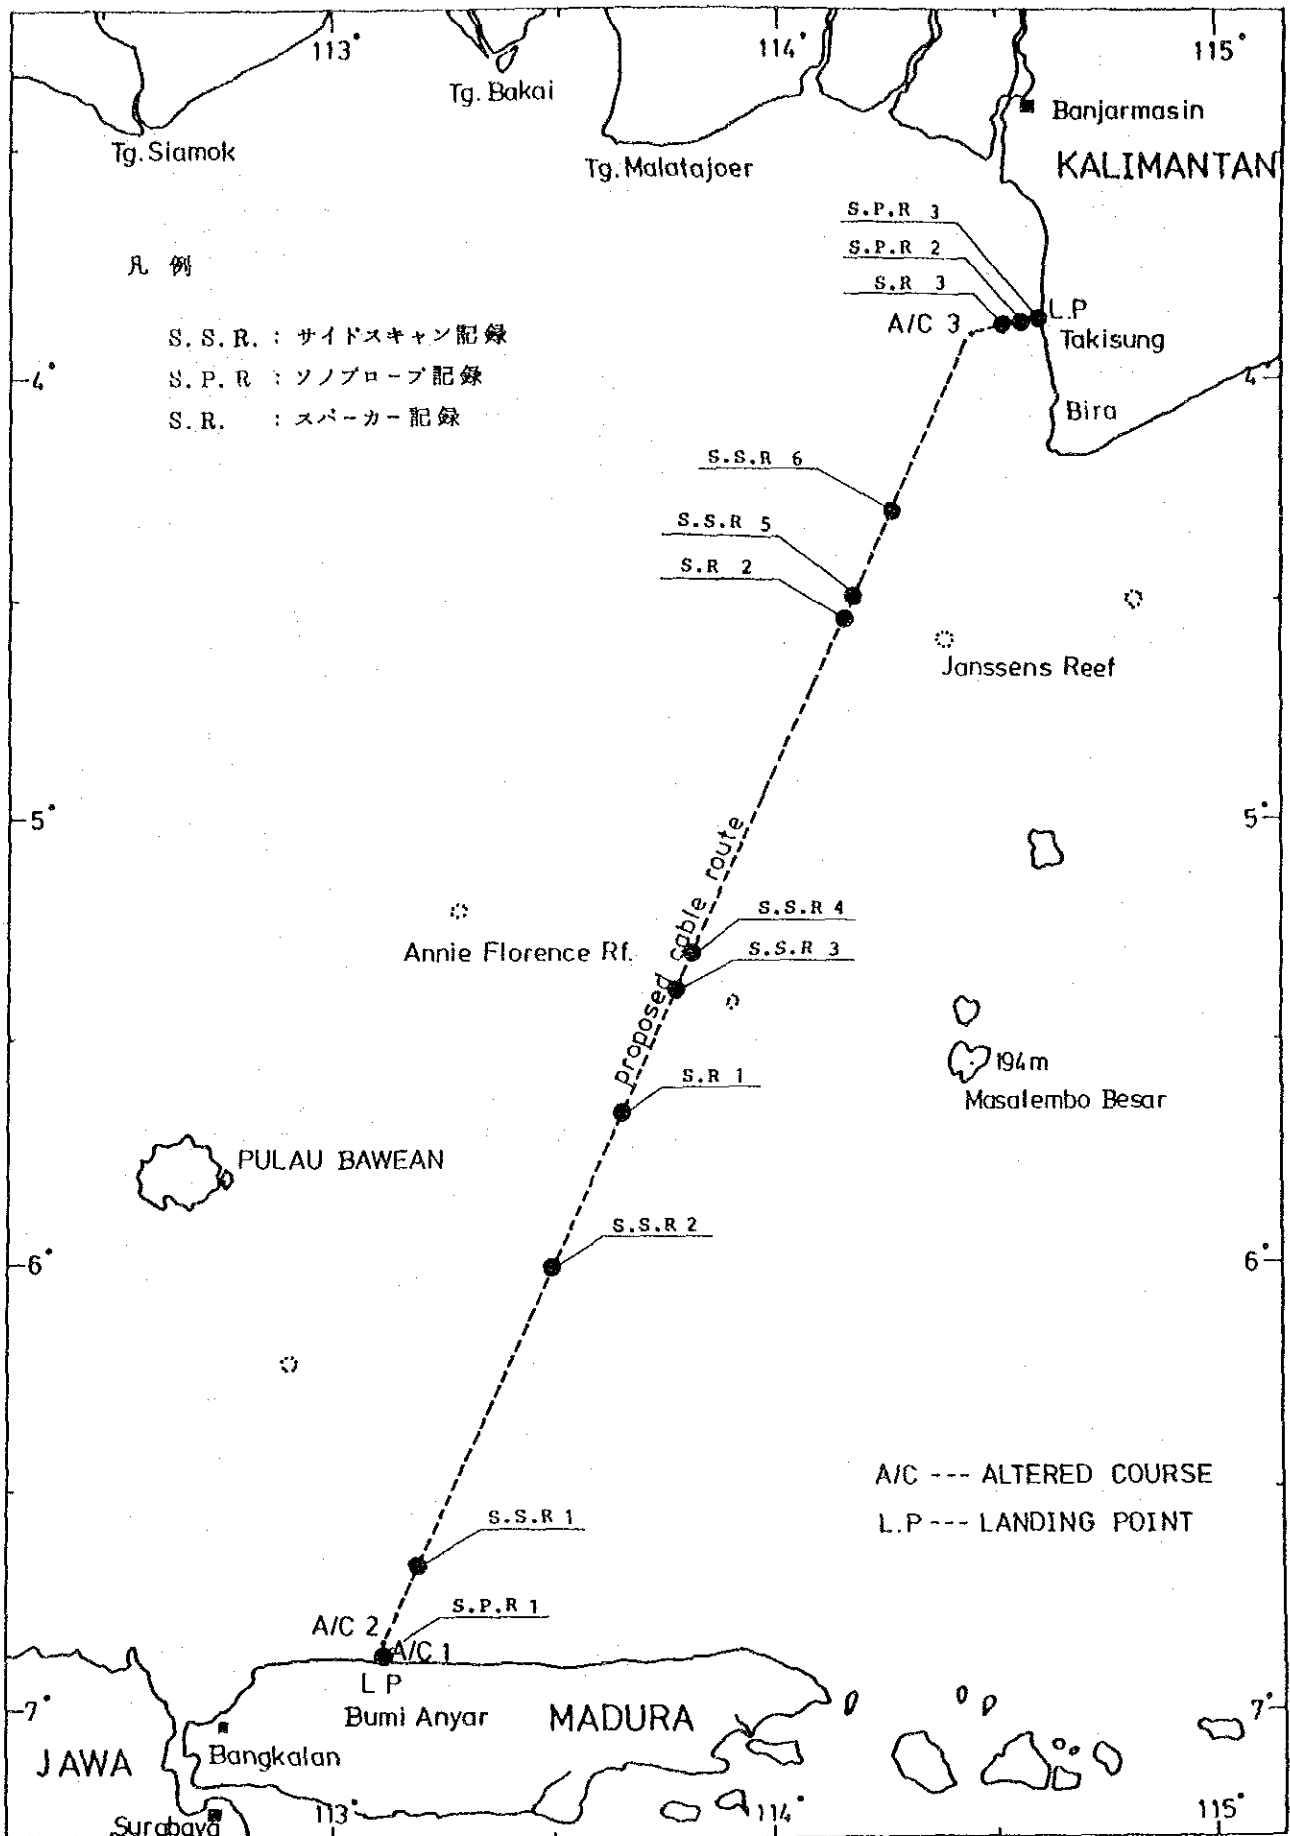 113°
114°
115°
Tg. Bakai
Banjarmasin
Tg. Siamok
Tg. Malatajoer
KALIMANTAN
S.P.R 3
S.P.R 2
S.R 3
凡 例
L.P
A/C 3
Takisung
S.S.R. : サイドスキャン記録
S.P.R : ソノプローブ記録
S.R. : スパーカー記録
4°
4°
Bira
S.S.R 6
S.S.R 5
S.R 2
Janssens Reef
5°
5°
proposed cable route
S.S.R 4
Annie Florence Rf.
S.S.R 3
194m
S.R 1
Masalembo Besar
PULAU BAWEAN
S.S.R 2
6°
6°
A/C --- ALTERED COURSE
L.P --- LANDING POINT
S.S.R 1
S.P.R 1
A/C 2
A/C 1
L P
Bumi Anyar
MADURA
7°
7°
JAWA
Bangkalan
Surabaya
113°
114°
115°